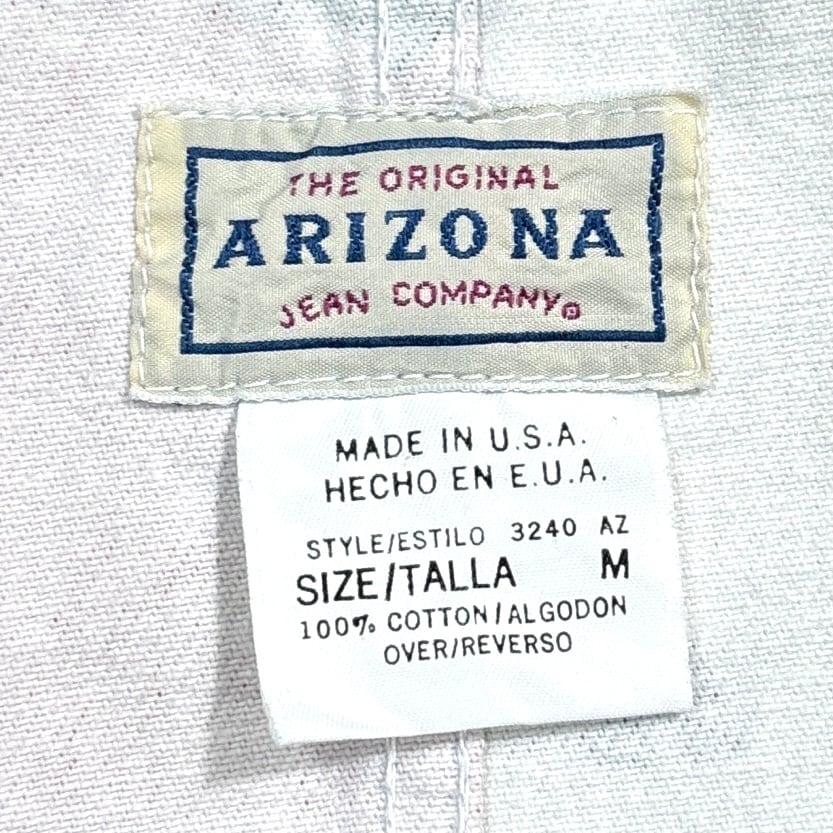 THE ORIGINAL
ARIZONA
JEAN COMPANY®
MADE IN U.S.A.
HECHO EN E.U.A.
STYLE/ESTILO 3240 AZ
SIZE/TALLA M
100% COTTON/ALGODON
OVER/REVERSO